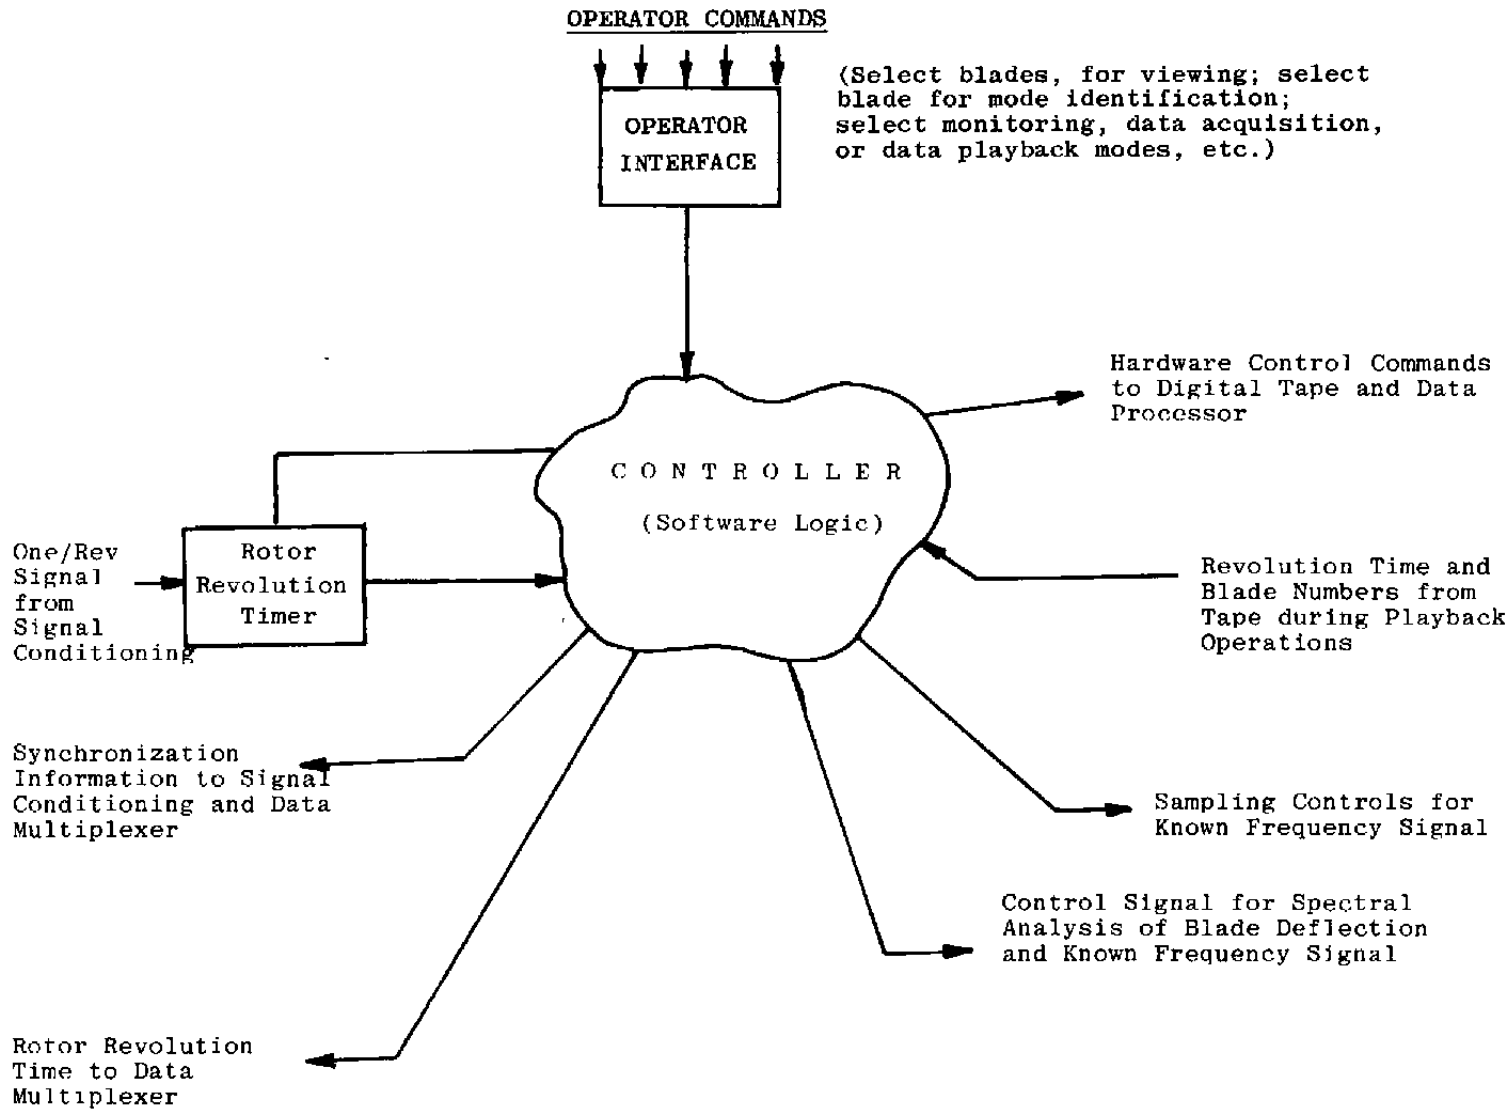 OPERATOR COMMANDS
(Select blades, for viewing; select
blade for mode identification;
select monitoring, data acquisition,
or data playback modes, etc.)
OPERATOR
INTERFACE
Hardware Control Commands
to Digital Tape and Data
Processor
CONTROLLER
(Software Logic)
One/Rev
Signal
from
Signal
Conditioning
Rotor
Revolution
Timer
Revolution Time and
Blade Numbers from
Tape during Playback
Operations
Synchronization
Information to Signal
Conditioning and Data
Multiplexer
Sampling Controls for
Known Frequency Signal
Control Signal for Spectral
Analysis of Blade Deflection
and Known Frequency Signal
Rotor Revolution
Time to Data
Multiplexer